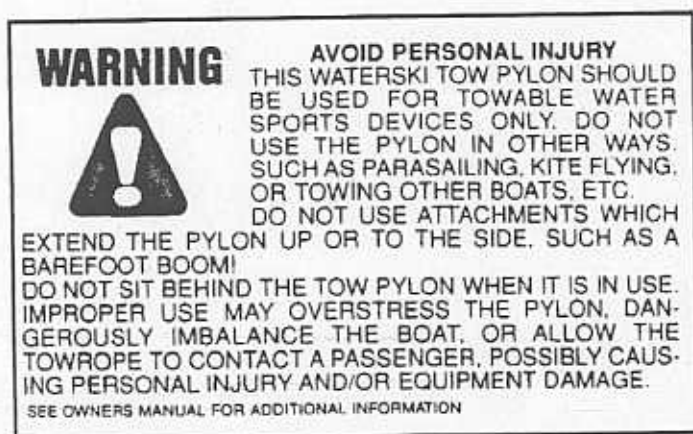 WARNING
AVOID PERSONAL INJURY
THIS WATERSKI TOW PYLON SHOULD
BE USED FOR TOWABLE WATER
SPORTS DEVICES ONLY. DO NOT
USE THE PYLON IN OTHER WAYS.
SUCH AS PARASAILING, KITE FLYING,
OR TOWING OTHER BOATS, ETC.
DO NOT USE ATTACHMENTS WHICH
EXTEND THE PYLON UP OR TO THE SIDE, SUCH AS A
BAREFOOT BOOM!
DO NOT SIT BEHIND THE TOW PYLON WHEN IT IS IN USE.
IMPROPER USE MAY OVERSTRESS THE PYLON, DAN-
GEROUSLY IMBALANCE THE BOAT, OR ALLOW THE
TOWROPE TO CONTACT A PASSENGER, POSSIBLY CAUS-
ING PERSONAL INJURY AND/OR EQUIPMENT DAMAGE.
SEE OWNERS MANUAL FOR ADDITIONAL INFORMATION